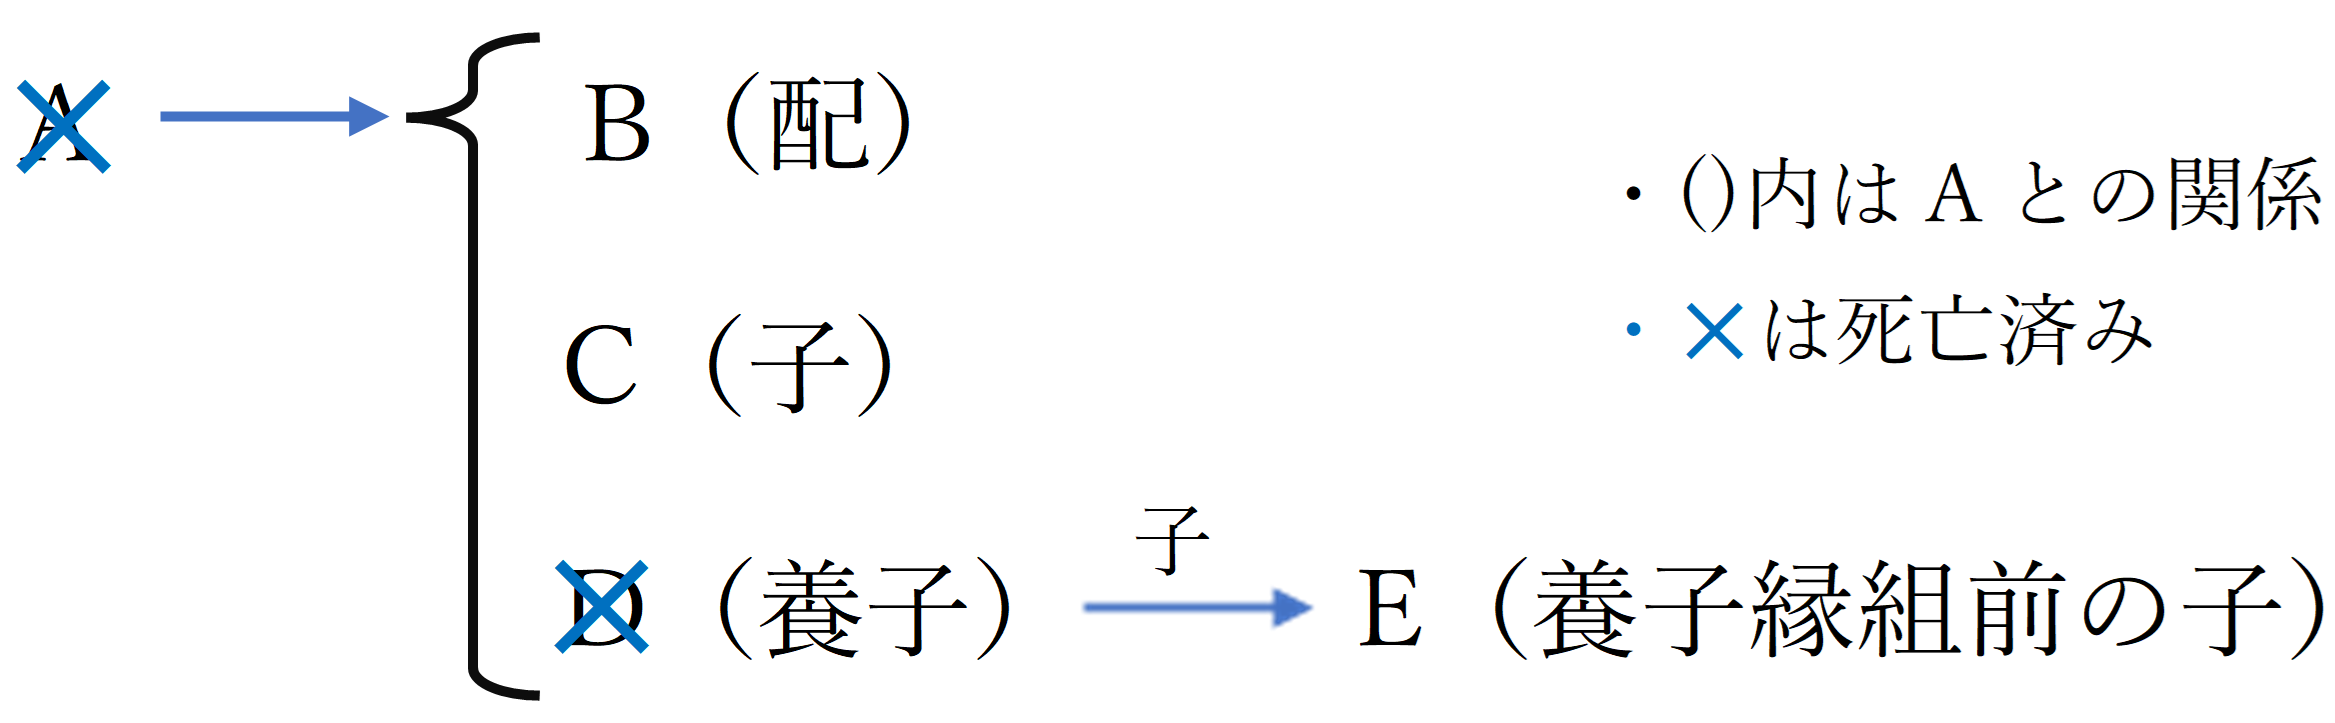 A
B（配）
・()内は A との関係
・×は死亡済み
C（子）
子
D（養子）
E（養子縁組前の子）